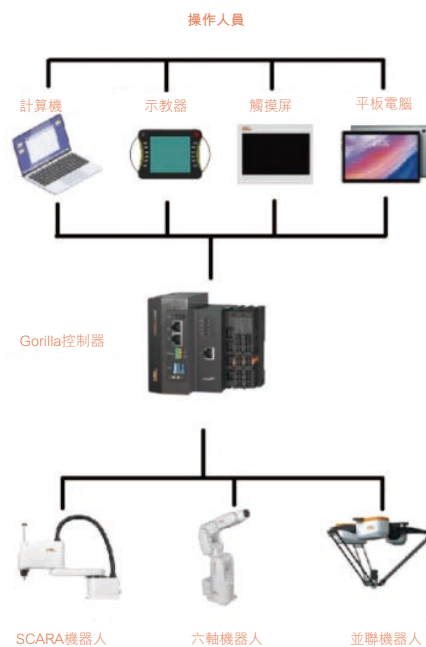 操作人員
計算機
示教器
觸摸屏
平板電腦
Gorilla控制器
SCARA機器人
六軸機器人
並聯機器人